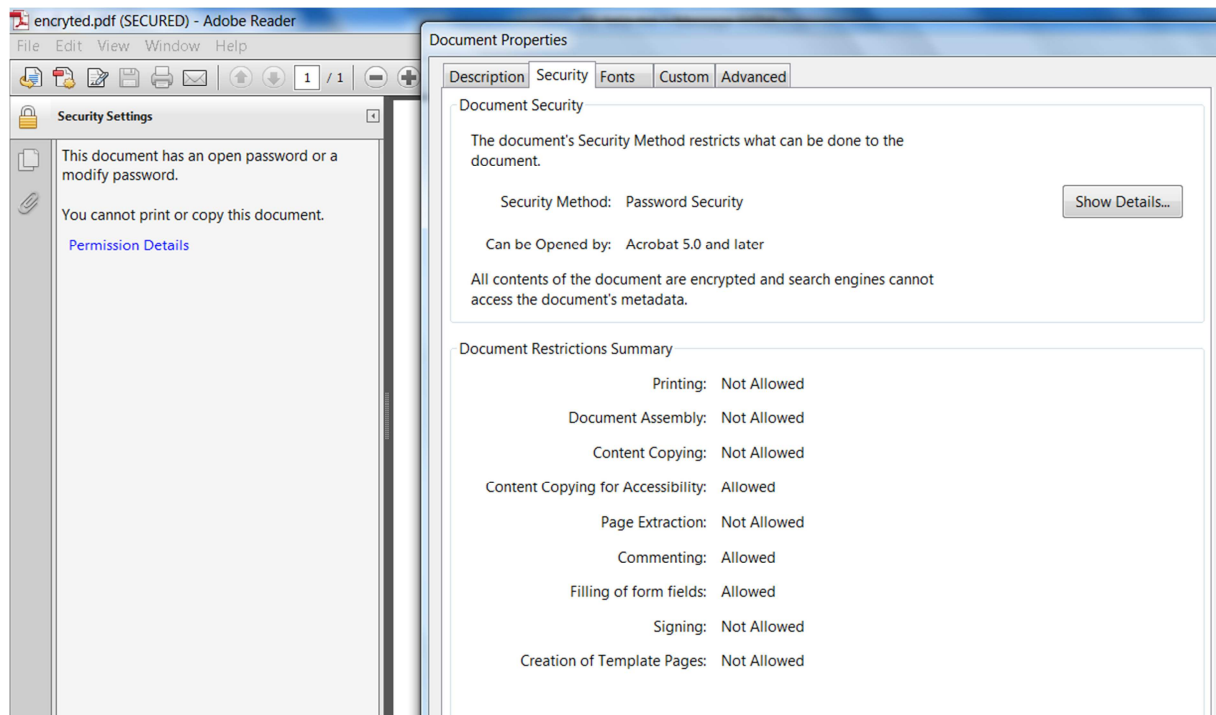 encryted.pdf (SECURED) - Adobe Reader
File Edit View Window Help
1 / 1
Security Settings
This document has an open password or a
modify password.
You cannot print or copy this document.
Permission Details
Document Properties
Description Security Fonts Custom Advanced
Document Security
The document's Security Method restricts what can be done to the
document.
Security Method: Password Security
Show Details...
Can be Opened by: Acrobat 5.0 and later
All contents of the document are encrypted and search engines cannot
access the document's metadata.
Document Restrictions Summary
Printing: Not Allowed
Document Assembly: Not Allowed
Content Copying: Not Allowed
Content Copying for Accessibility: Allowed
Page Extraction: Not Allowed
Commenting: Allowed
Filling of form fields: Allowed
Signing: Not Allowed
Creation of Template Pages: Not Allowed